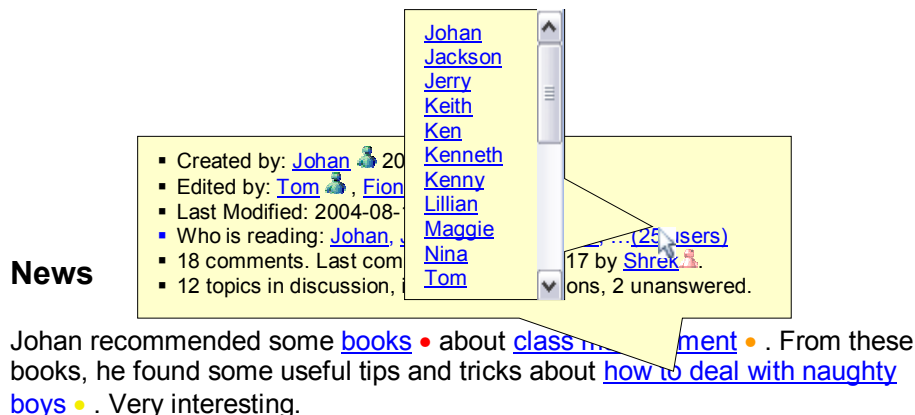 Johan
Jackson
Jerry
Keith
Ken
Kenneth
Kenny
Lillian
Maggie
Nina
Tom
▪ Created by: Johan 20
▪ Edited by: Tom ,
▪ Last Modified: 2004-08-
▪ Who is reading: Johan, , …(25 users)
▪ 18 comments. Last com 17 by Shrek.
▪ 12 topics in discussion, ons, 2 unanswered.
News
Johan recommended some books • about class ment • . From these
books, he found some useful tips and tricks about how to deal with naughty
boys • . Very interesting.